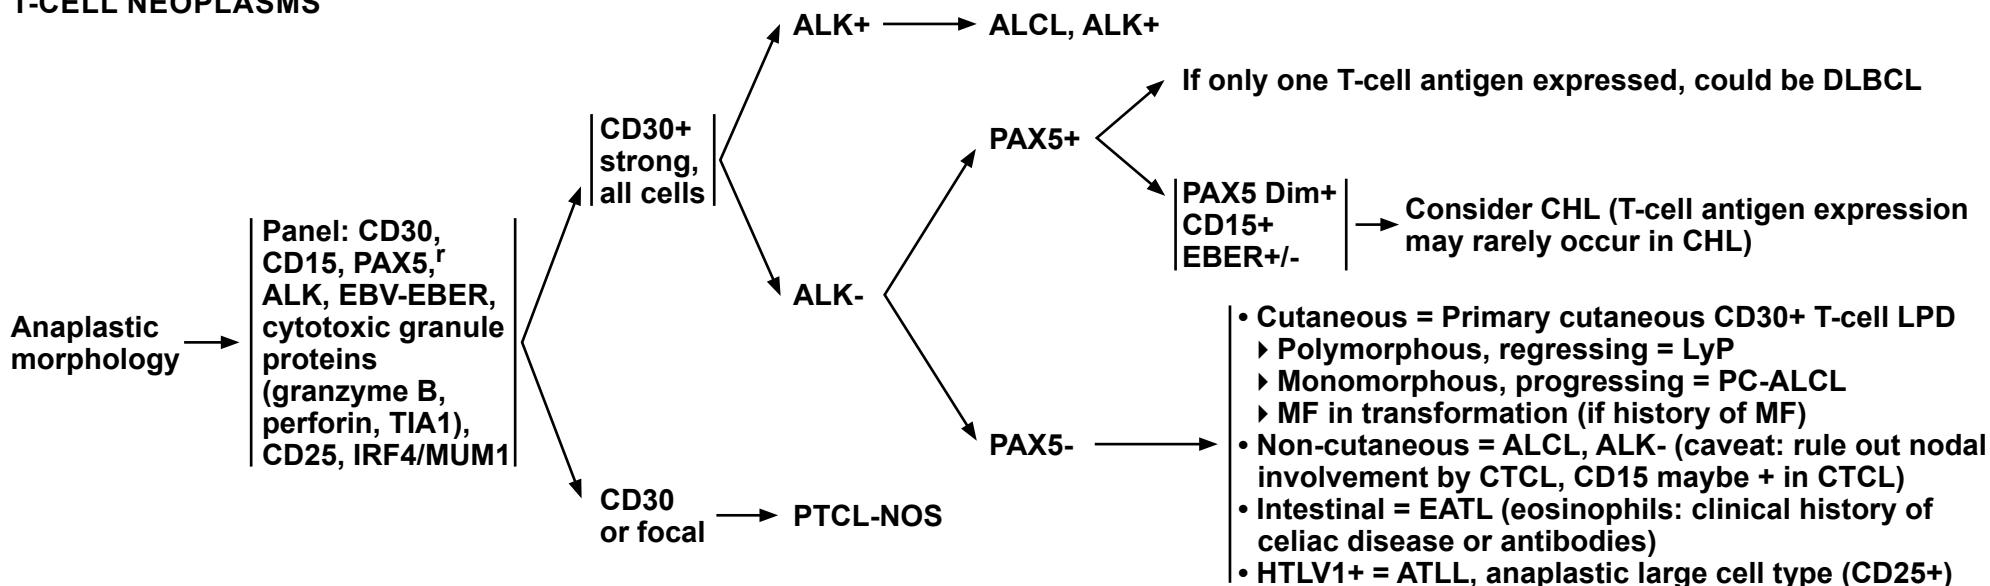 T-CELL NEOPLASMS
Anaplastic
morphology
Panel: CD30,
CD15, PAX5,r
ALK, EBV-EBER,
cytotoxic granule
proteins
(granzyme B,
perforin, TIA1),
CD25, IRF4/MUM1
CD30+
strong,
all cells
ALK+
ALCL, ALK+
ALK-
PAX5+
If only one T-cell antigen expressed, could be DLBCL
PAX5 Dim+
CD15+
EBER+/-
Consider CHL (T-cell antigen expression
may rarely occur in CHL)
PAX5-
• Cutaneous = Primary cutaneous CD30+ T-cell LPD
▸ Polymorphous, regressing = LyP
▸ Monomorphous, progressing = PC-ALCL
▸ MF in transformation (if history of MF)
• Non-cutaneous = ALCL, ALK- (caveat: rule out nodal
involvement by CTCL, CD15 maybe + in CTCL)
• Intestinal = EATL (eosinophils: clinical history of
celiac disease or antibodies)
• HTLV1+ = ATLL, anaplastic large cell type (CD25+)
CD30
or focal
PTCL-NOS